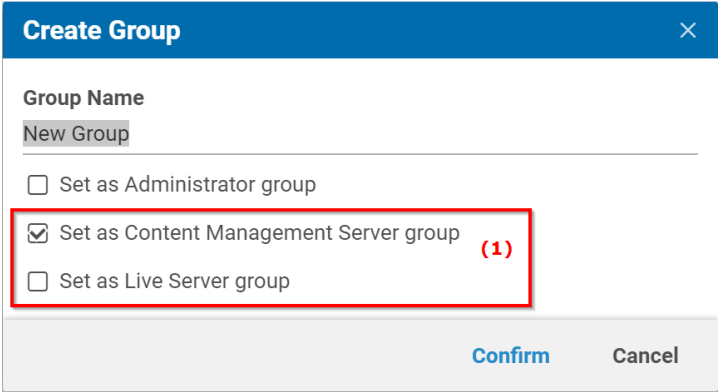 Create Group
Group Name
New Group
Set as Administrator group
Set as Content Management Server group
(1)
Set as Live Server group
Confirm Cancel